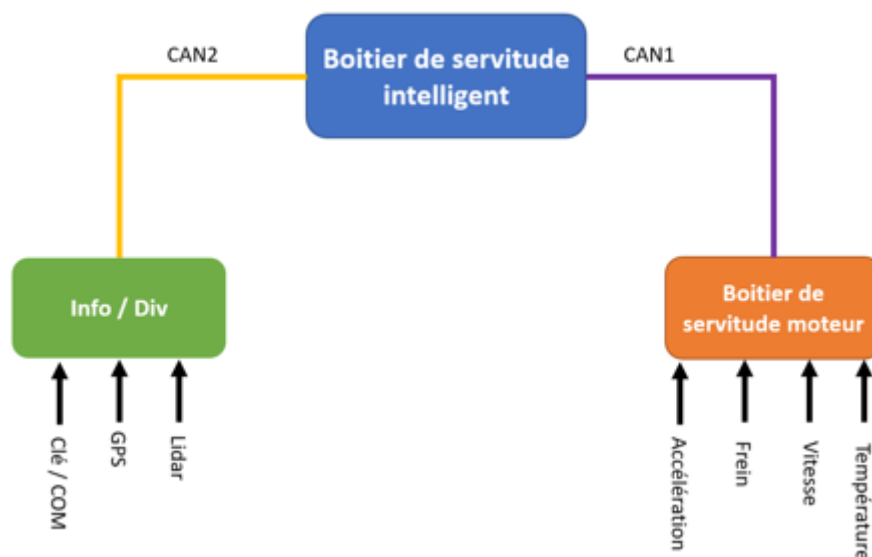 CAN2
Boitier de servitude
intelligent
CAN1
Info / Div
Boitier de
servitude moteur
Clé / COM
GPS
Lidar
Accélération
Frein
Vitesse
Température